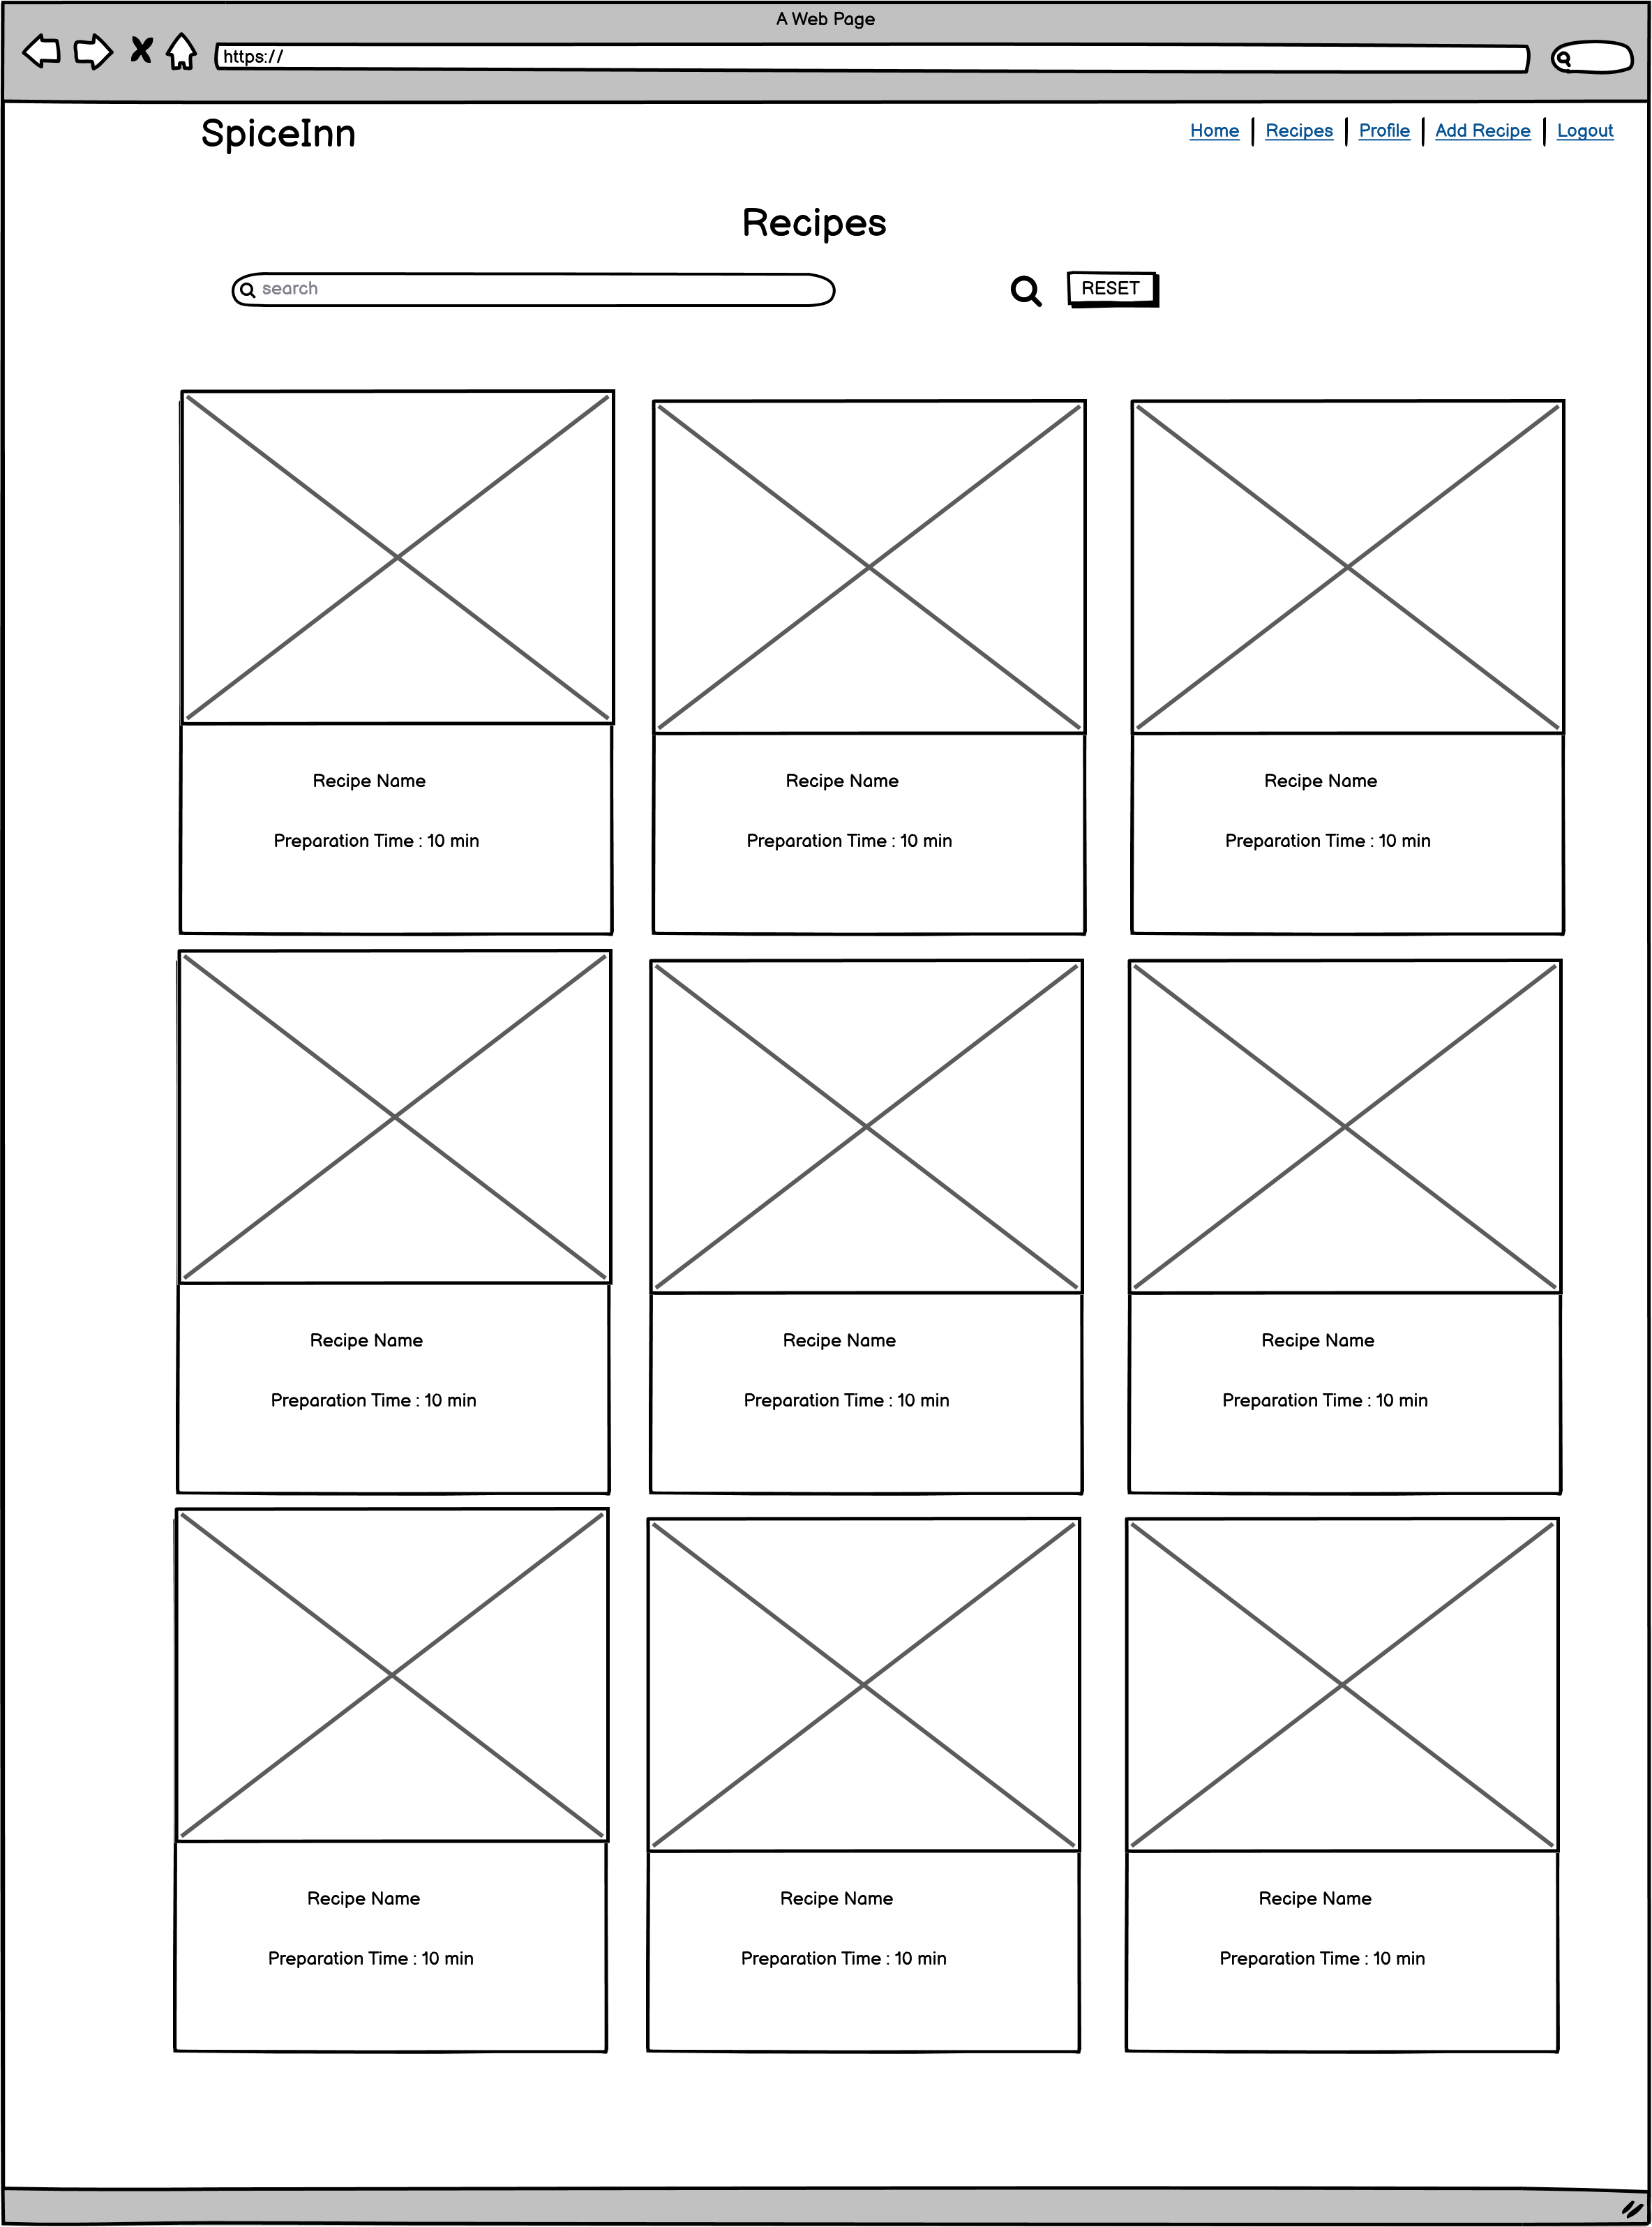 A Web Page
https://
SpiceInn
Home Recipes Profile Add Recipe Logout
Recipes
search
RESET
Recipe Name Recipe Name Recipe Name
Preparation Time : 10 min Preparation Time : 10 min Preparation Time : 10 min
Recipe Name Recipe Name Recipe Name
Preparation Time : 10 min Preparation Time : 10 min Preparation Time : 10 min
Recipe Name Recipe Name Recipe Name
Preparation Time : 10 min Preparation Time : 10 min Preparation Time : 10 min